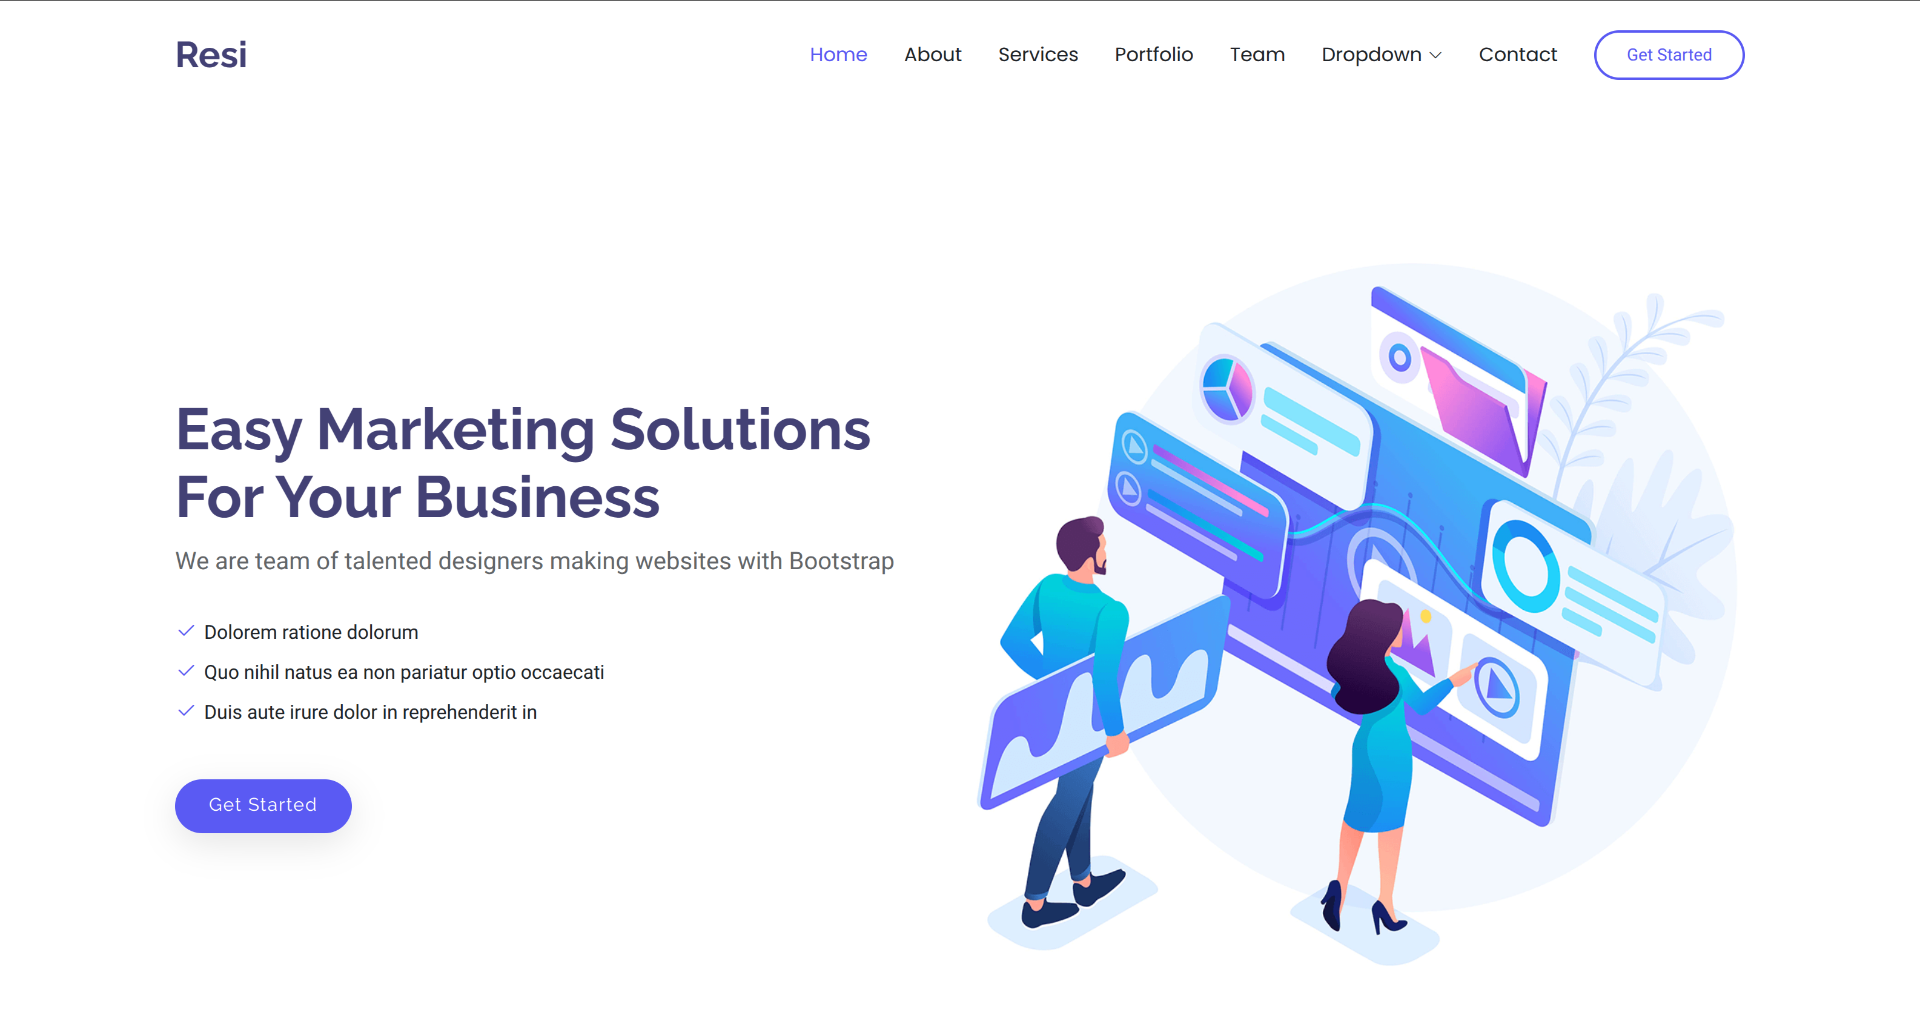 Resi
Home About Services Portfolio Team Dropdown Contact Get Started
Easy Marketing Solutions
For Your Business
We are team of talented designers making websites with Bootstrap
Dolorem ratione dolorum
Quo nihil natus ea non pariatur optio occaecati
Duis aute irure dolor in reprehenderit in
Get Started